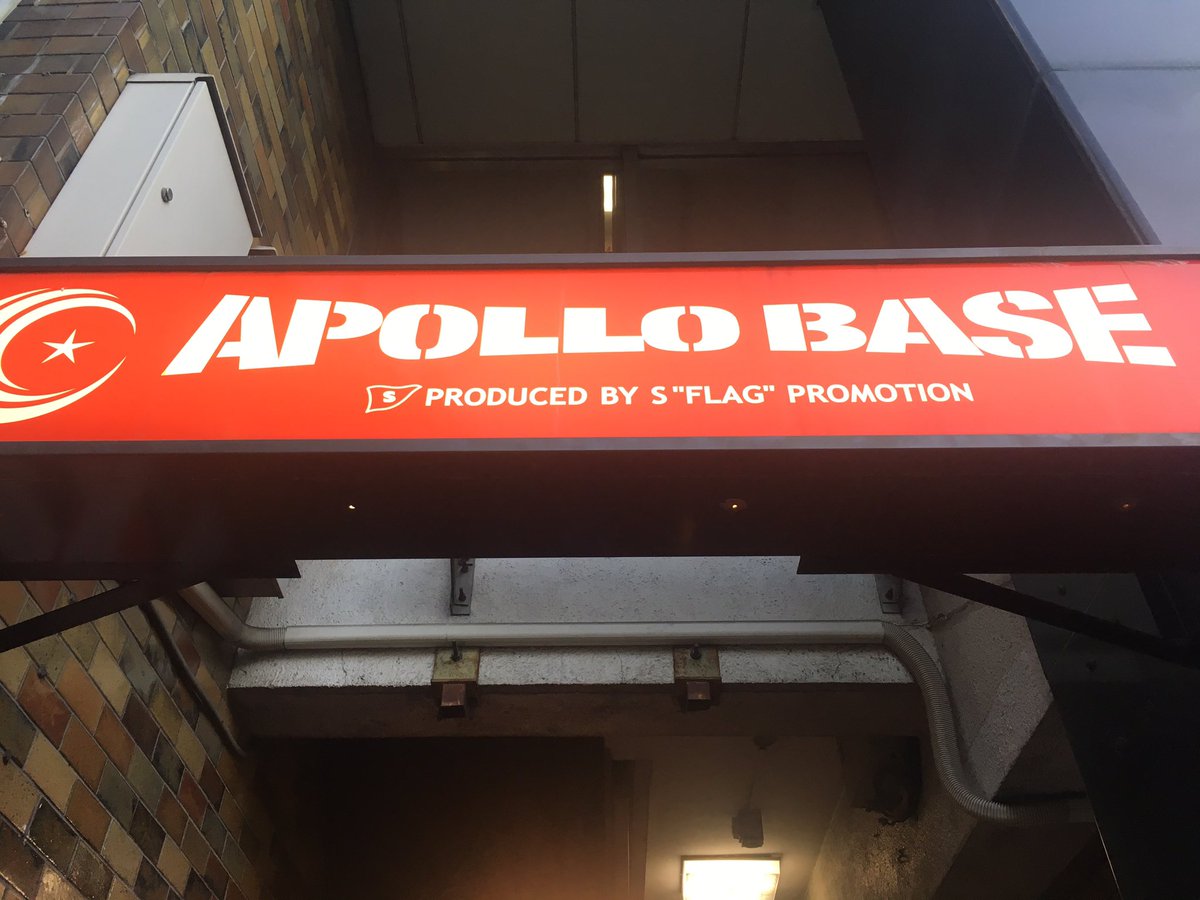 APOLLO BASE
S PRODUCED BY S "FLAG" PROMOTION